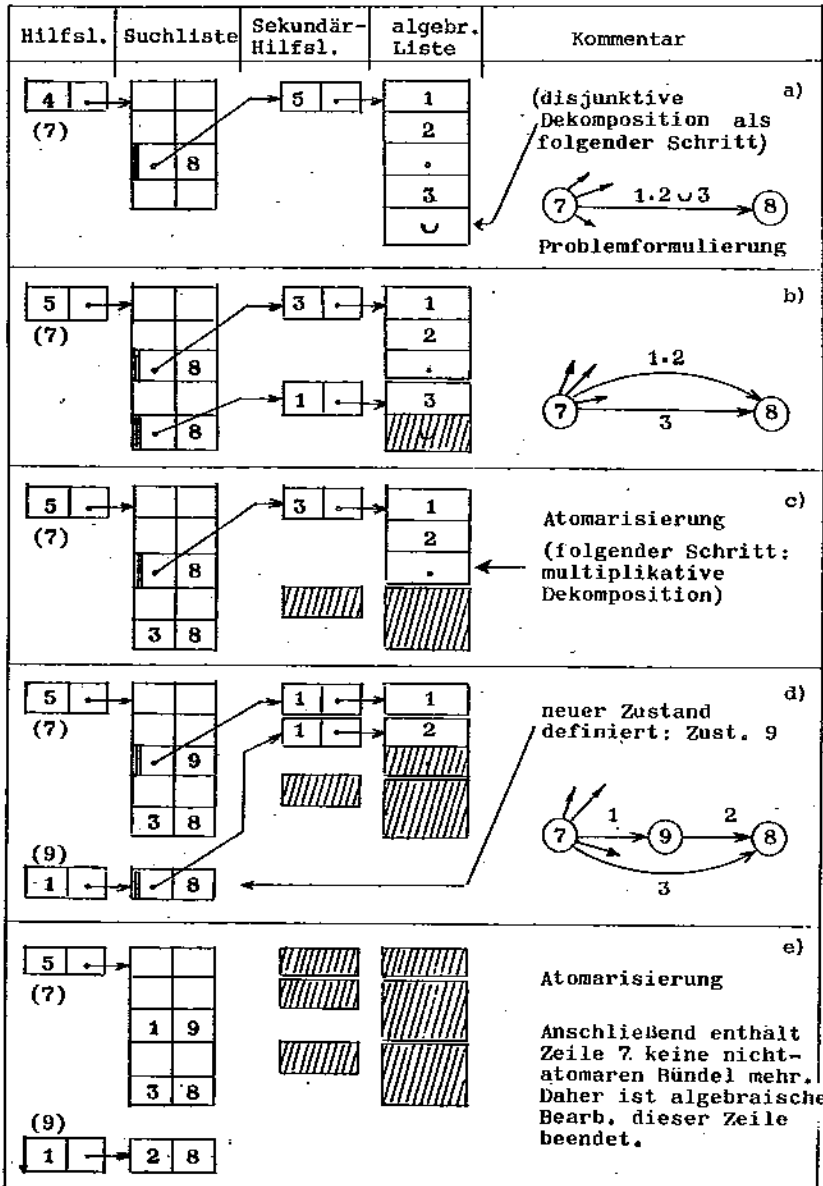 Hilfsl. Suchliste Sekundär-Hilfsl. algebr. Liste Kommentar
a)
4 5 1
(7)
2
8 .
3
∪
(disjunktive
Dekomposition als
folgender Schritt)
7 1.2∪3 8
Problemformulierung
b)
5 3 1
(7)
2
8 .
1 3
8 ∪
1.2
7 8
3
c)
5 3 1
(7)
2
8 .
3 8
Atomarisierung
(folgender Schritt:
multiplikative
Dekomposition)
d)
5 1 1
(7)
1 2
9
3 8
(9)
1 8
neuer Zustand
definiert: Zust. 9
7 1 9 2 8
3
e)
5
(7)
1 9
3 8
(9)
1 2 8
Atomarisierung
Anschließend enthält
Zeile 7 keine nicht-
atomaren Bündel mehr.
Daher ist algebraische
Bearb. dieser Zeile
beendet.